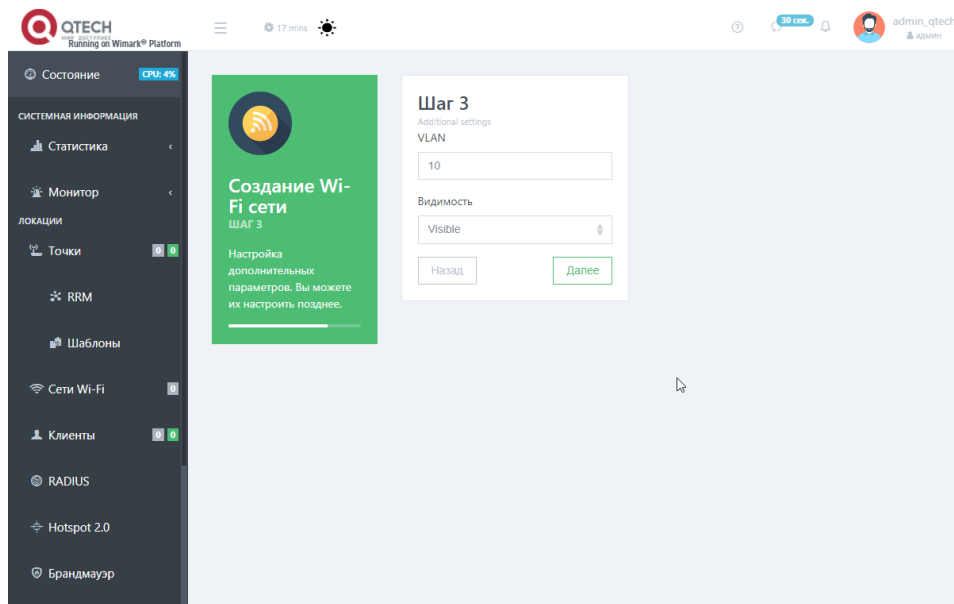 QTECH
МИР ДОСТУПНЕЕ
Running on Wimark® Platform
17 mins
30 сек.
admin_qtech
админ
Состояние
CPU: 4%
СИСТЕМНАЯ ИНФОРМАЦИЯ
Статистика
Монитор
ЛОКАЦИИ
Точки
0 0
RRM
Шаблоны
Сети Wi-Fi
0
Клиенты
0 0
RADIUS
Hotspot 2.0
Брандмауэр
Создание Wi-
Fi сети
ШАГ 3
Настройка
дополнительных
параметров. Вы можете
их настроить позднее.
Шаг 3
Additional settings
VLAN
10
Видимость
Visible
Назад
Далее